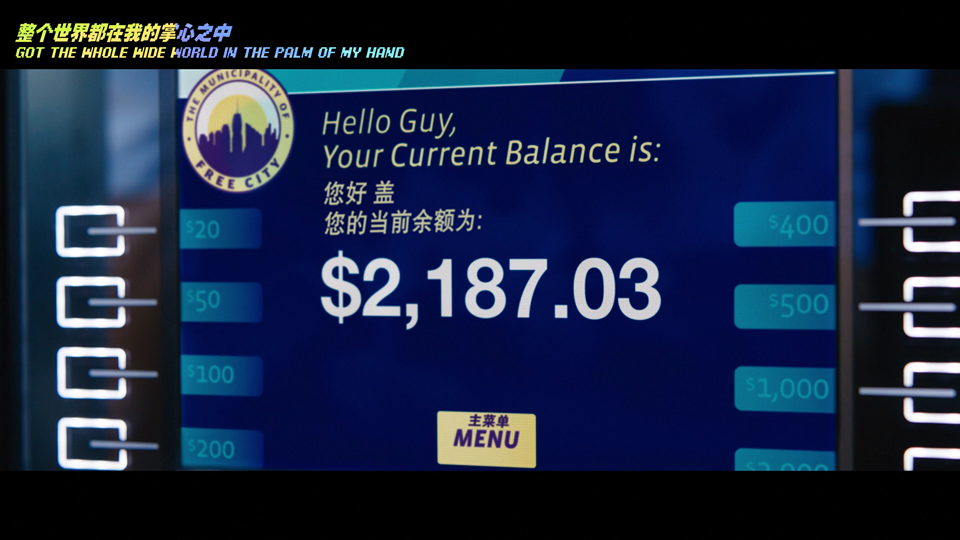 整个世界都在我的掌心之中
GOT THE WHOLE WIDE WORLD IN THE PALM OF MY HAND
THE MUNICIPALITY OF
FREE CITY
Hello Guy,
Your Current Balance is:
您好 盖
您的当前余额为:
$2,187.03
$20
$50
$100
$200
$400
$500
$1,000
$2,000
主菜单
MENU